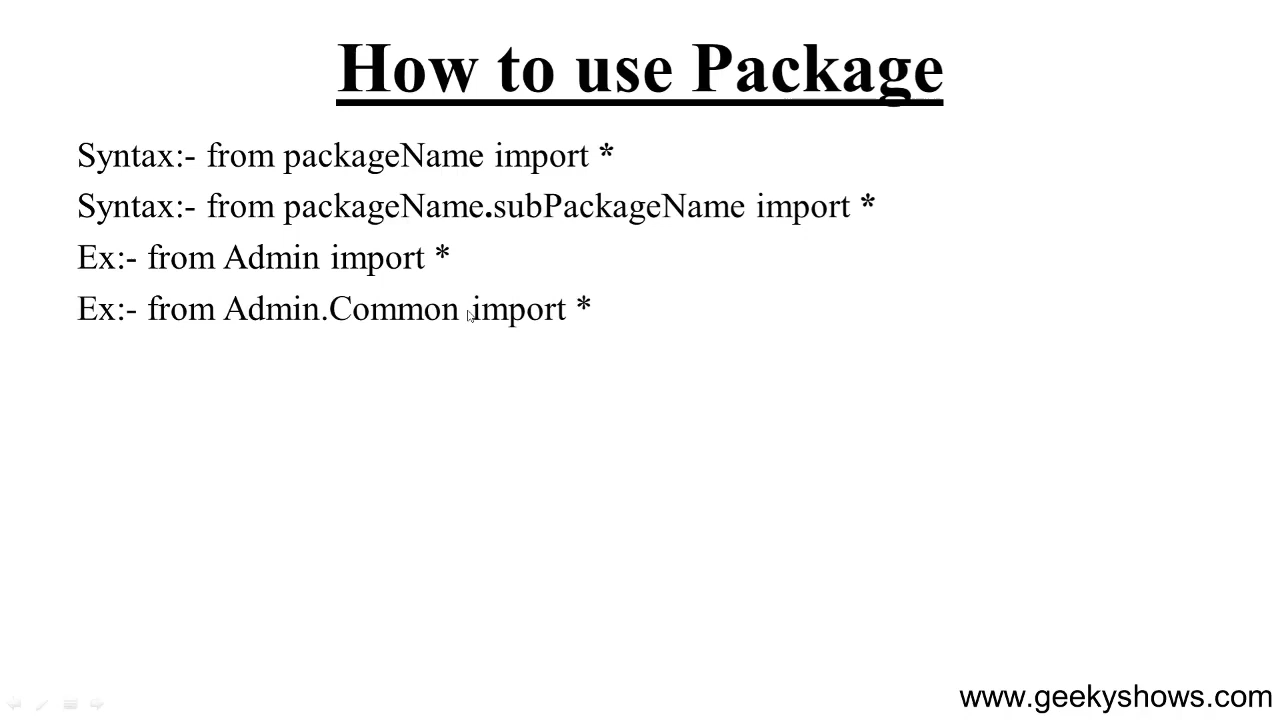 How to use Package
Syntax:- from packageName import *
Syntax:- from packageName.subPackageName import *
Ex:- from Admin import *
Ex:- from Admin.Common import *
www.geekyshows.com